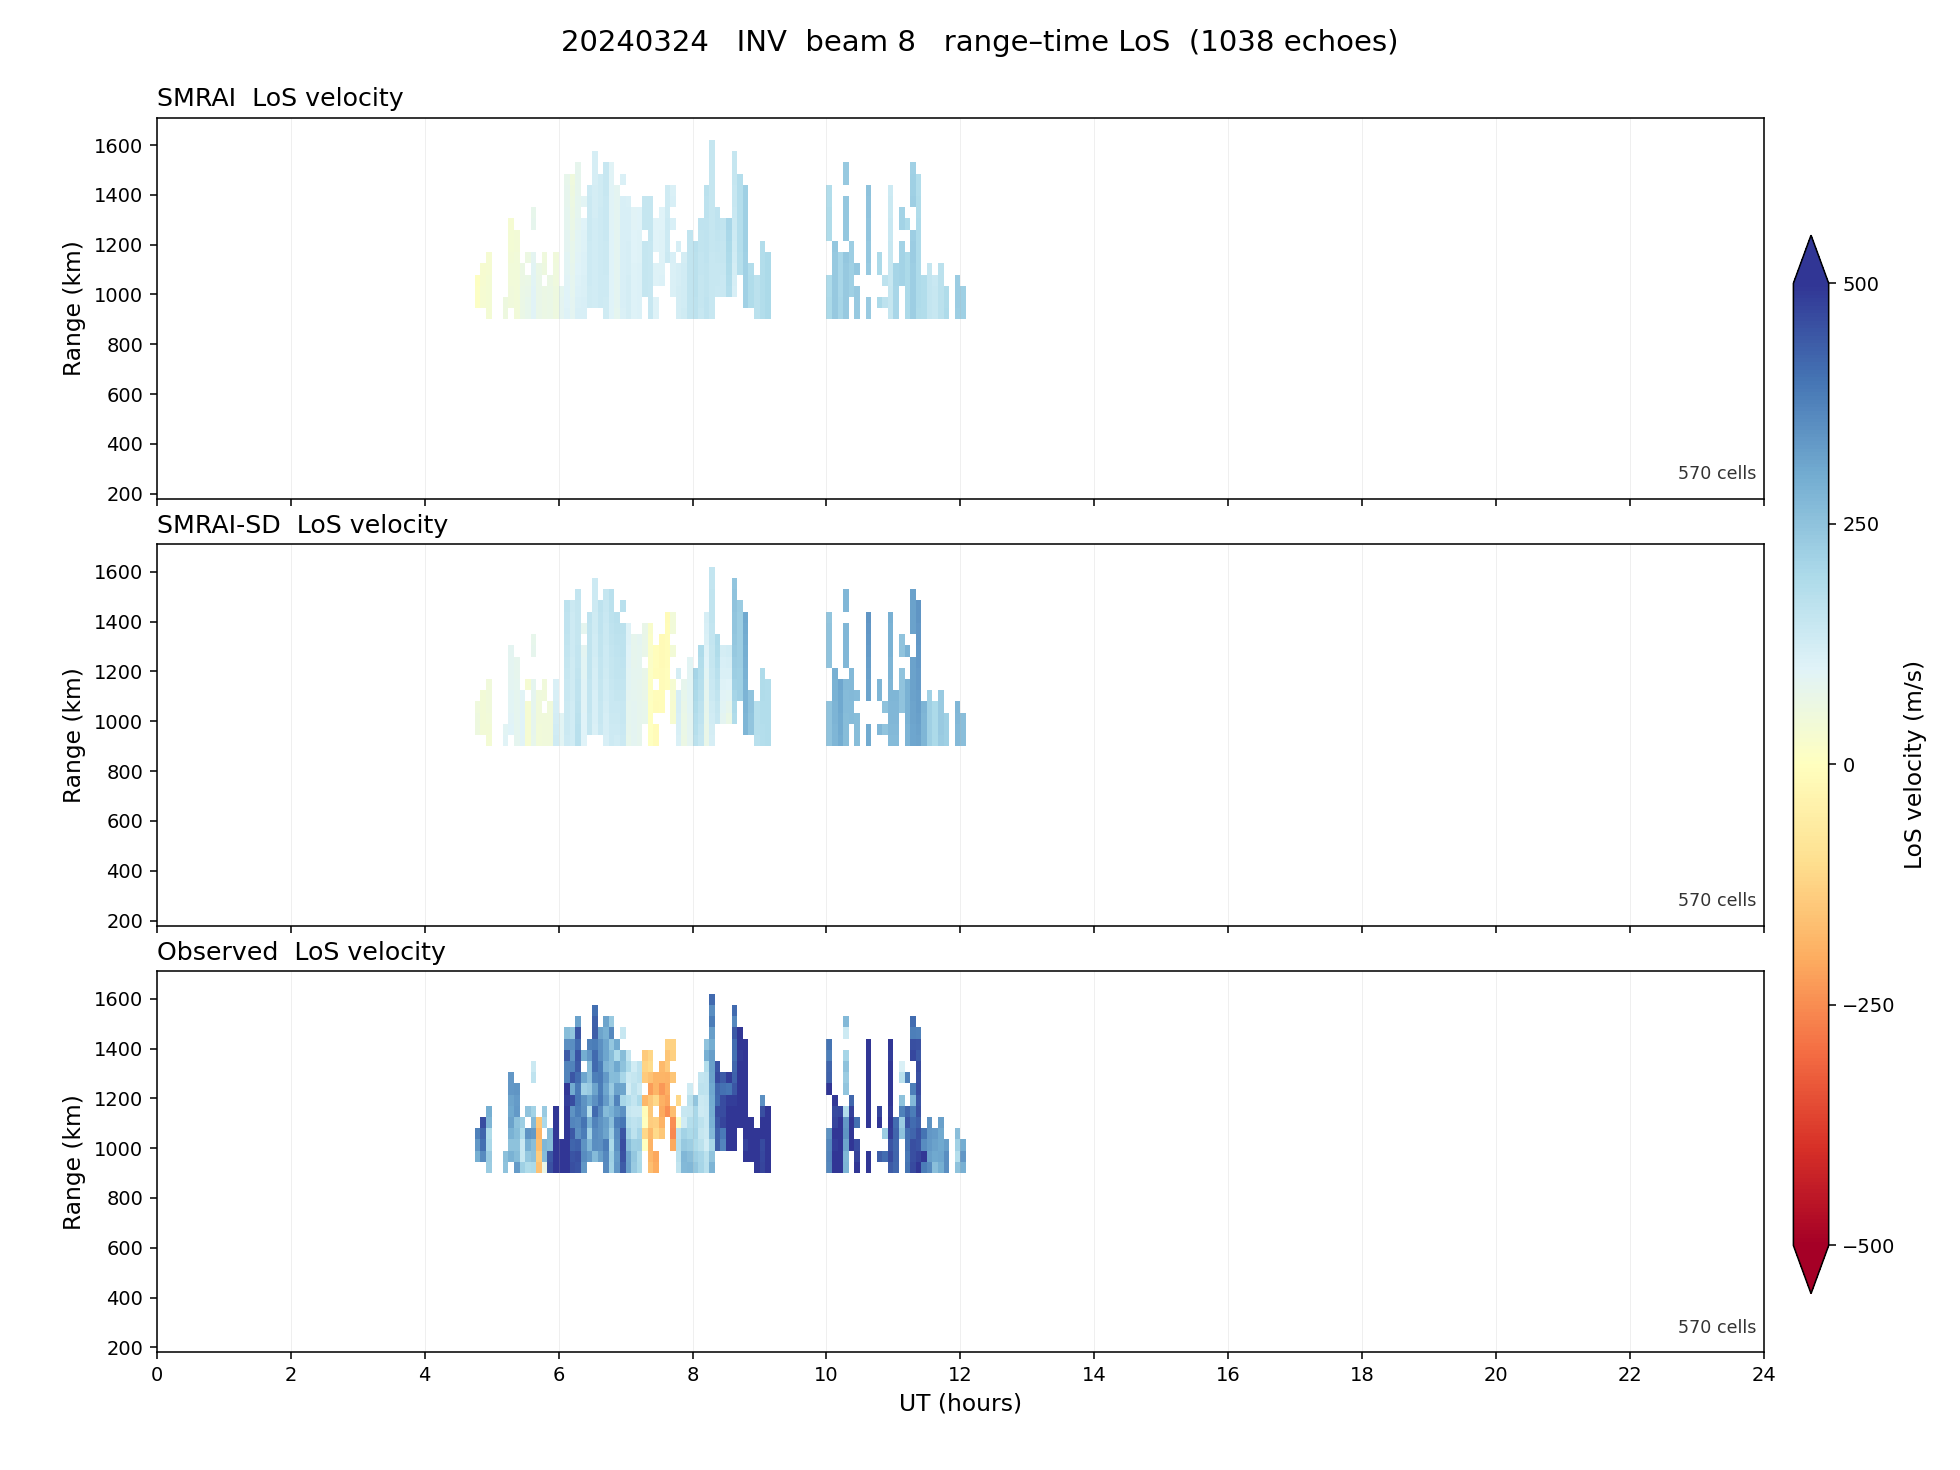 20240324   INV  beam 8   range–time LoS  (1038 echoes)
SMRAI  LoS velocity
Range (km)
1600
1400
1200
1000
800
600
400
200
570 cells
SMRAI-SD  LoS velocity
Range (km)
1600
1400
1200
1000
800
600
400
200
570 cells
Observed  LoS velocity
Range (km)
1600
1400
1200
1000
800
600
400
200
570 cells
0 2 4 6 8 10 12 14 16 18 20 22 24
UT (hours)
500
250
0
−250
−500
LoS velocity (m/s)